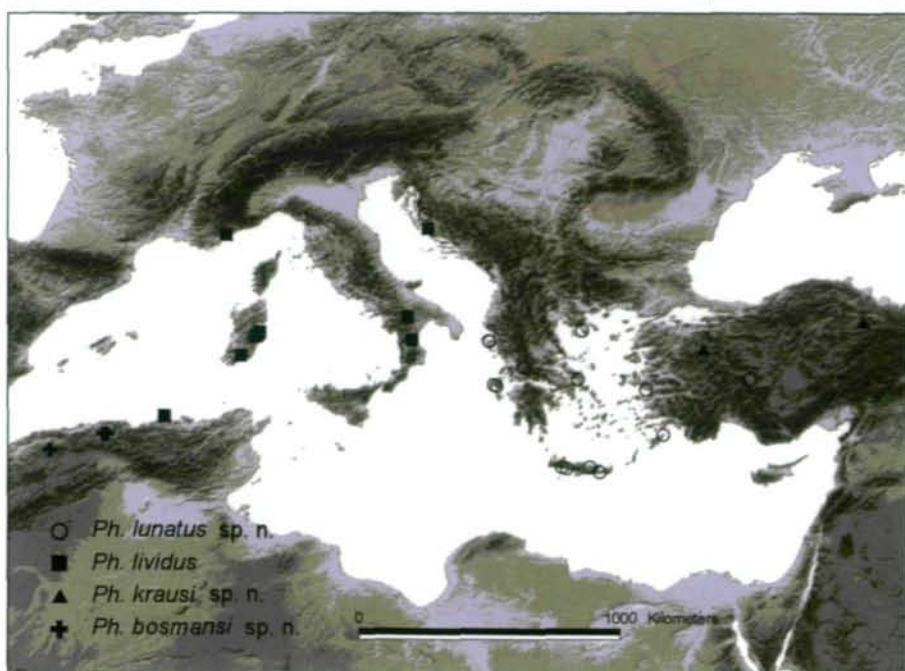 Ph. lunatus sp. n.
Ph. lividus
Ph. krausi, sp. n.
Ph. bosmansi sp. n.
0 1000 Kilometers